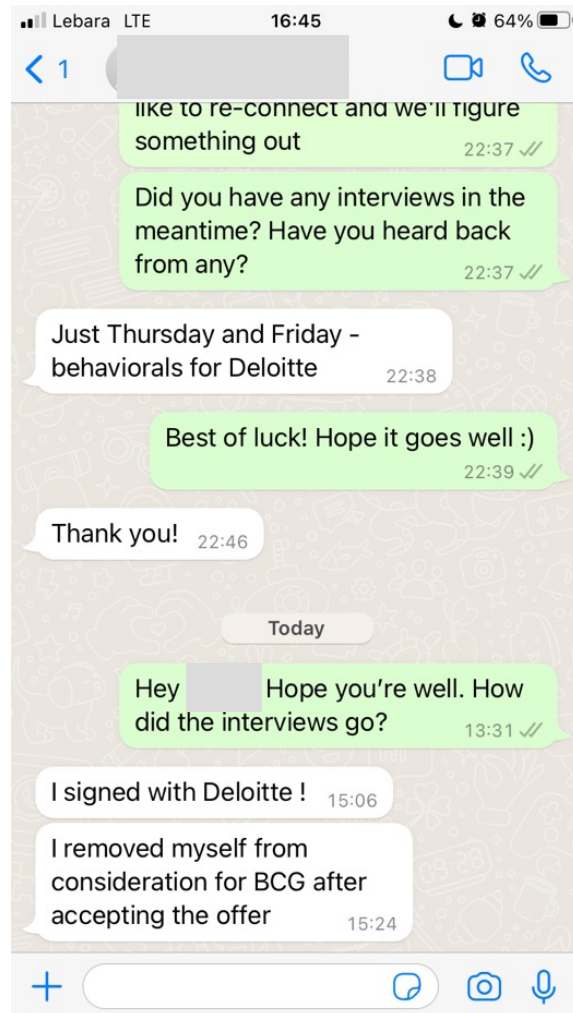 Lebara LTE 16:45 64%
1
like to re-connect and we'll figure
something out
22:37
Did you have any interviews in the
meantime? Have you heard back
from any?
22:37
Just Thursday and Friday -
behaviorals for Deloitte
22:38
Best of luck! Hope it goes well :)
22:39
Thank you! 22:46
Today
Hey Hope you're well. How
did the interviews go?
13:31
I signed with Deloitte ! 15:06
I removed myself from
consideration for BCG after
accepting the offer
15:24